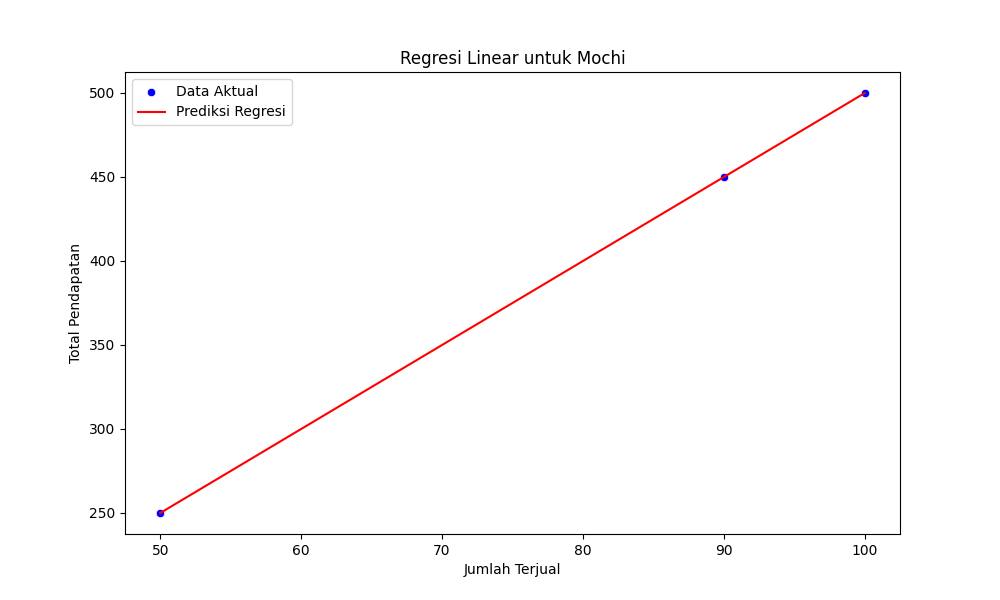 Regresi Linear untuk Mochi
Data Aktual
Prediksi Regresi
Total Pendapatan
500
450
400
350
300
250
50 60 70 80 90 100
Jumlah Terjual